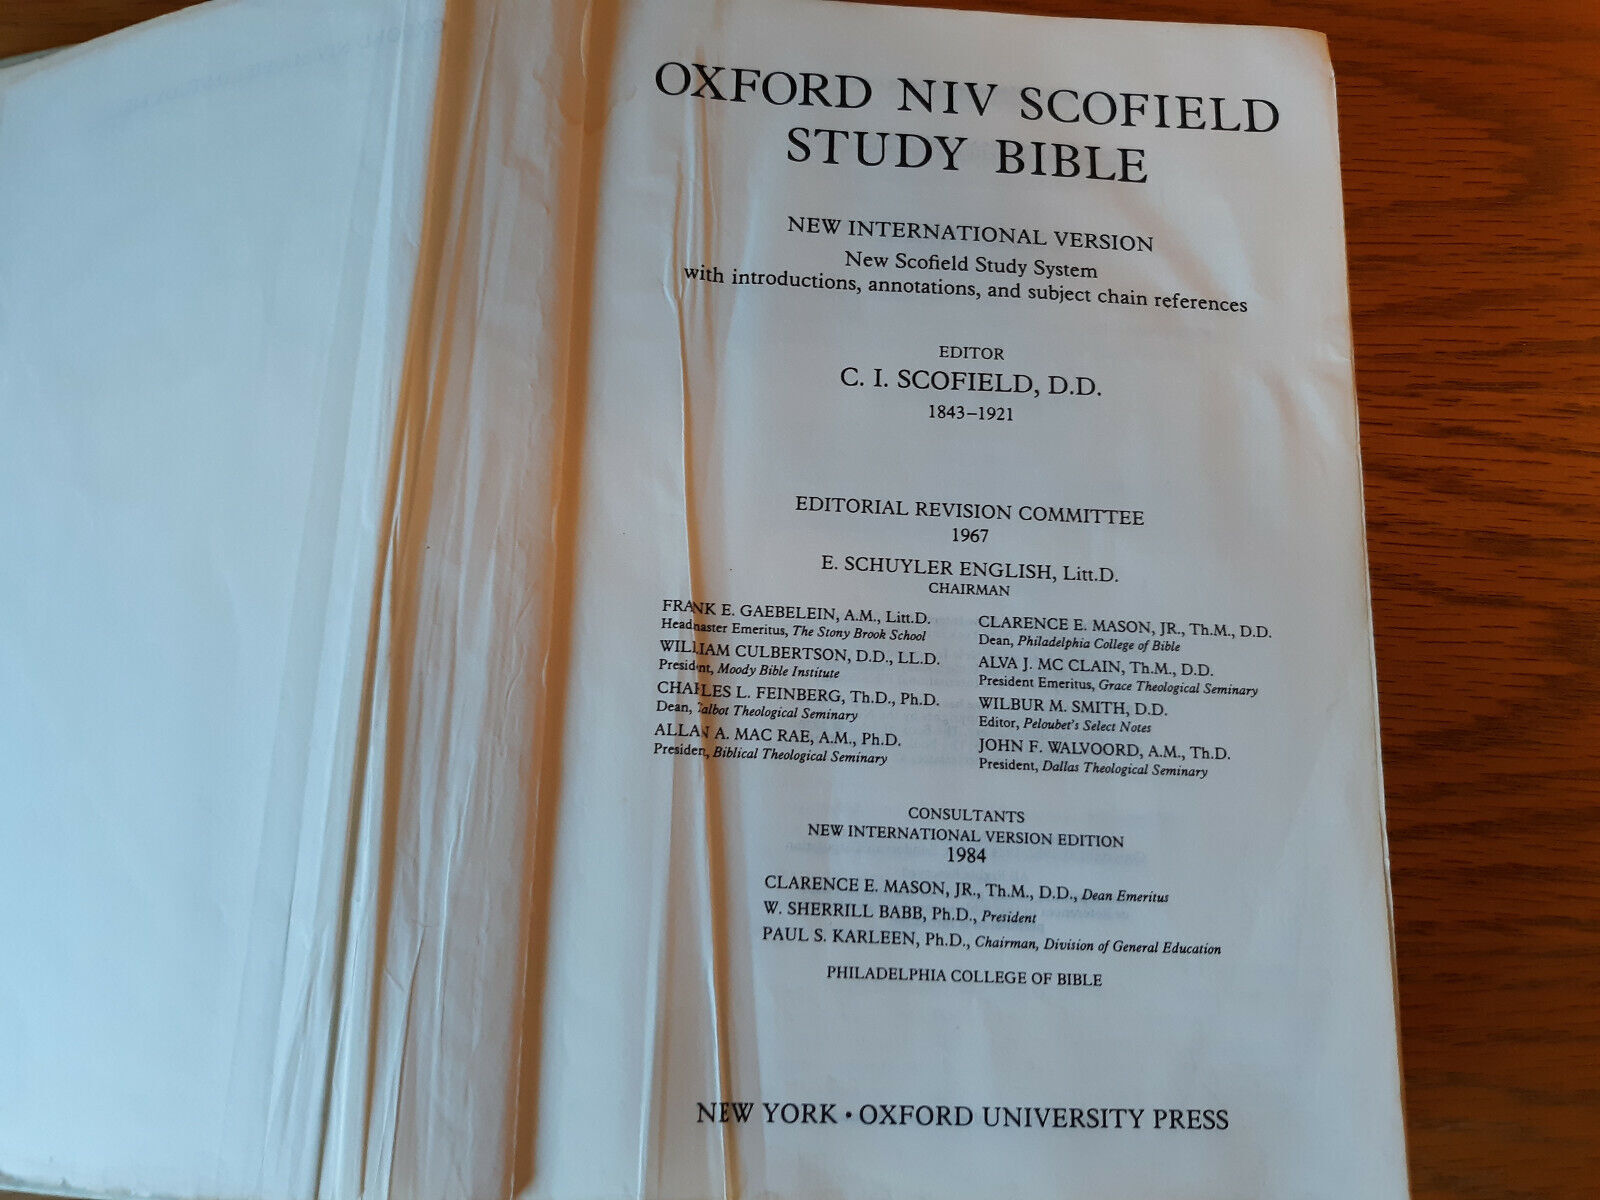 OXFORD NIV SCOFIELD
STUDY BIBLE
NEW INTERNATIONAL VERSION
New Scofield Study System
with introductions, annotations, and subject chain references
EDITOR
C. I. SCOFIELD, D.D.
1843–1921
EDITORIAL REVISION COMMITTEE
1967
E. SCHUYLER ENGLISH, Litt.D.
CHAIRMAN
FRANK E. GAEBELEIN, A.M., Litt.D.
Headmaster Emeritus, The Stony Brook School
WILLIAM CULBERTSON, D.D., LL.D.
President, Moody Bible Institute
CHARLES L. FEINBERG, Th.D., Ph.D.
Dean, Talbot Theological Seminary
ALLAN A. MAC RAE, A.M., Ph.D.
President, Biblical Theological Seminary
CLARENCE E. MASON, JR., Th.M., D.D.
Dean, Philadelphia College of Bible
ALVA J. MC CLAIN, Th.M., D.D.
President Emeritus, Grace Theological Seminary
WILBUR M. SMITH, D.D.
Editor, Peloubet's Select Notes
JOHN F. WALVOORD, A.M., Th.D.
President, Dallas Theological Seminary
CONSULTANTS
NEW INTERNATIONAL VERSION EDITION
1984
CLARENCE E. MASON, JR., Th.M., D.D., Dean Emeritus
W. SHERRILL BABB, Ph.D., President
PAUL S. KARLEEN, Ph.D., Chairman, Division of General Education
PHILADELPHIA COLLEGE OF BIBLE
NEW YORK • OXFORD UNIVERSITY PRESS